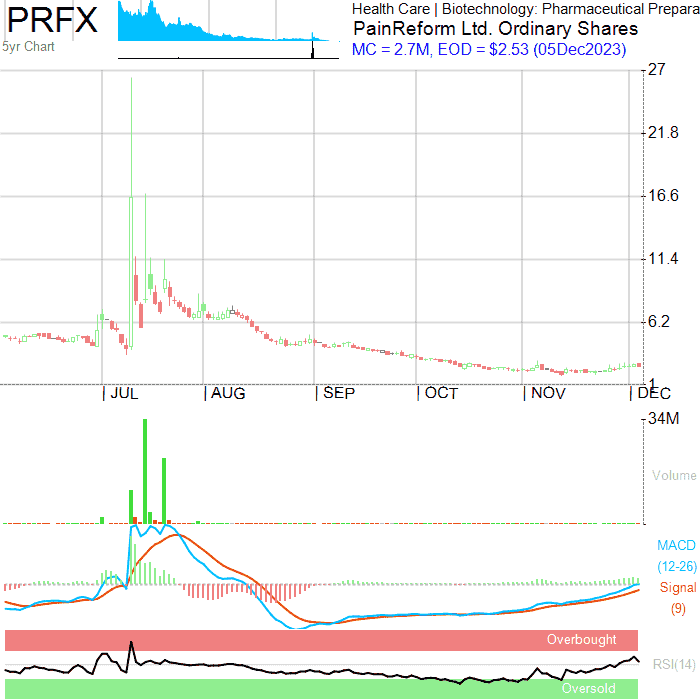 PRFX
5yr Chart
Health Care | Biotechnology: Pharmaceutical Prepara
PainReform Ltd. Ordinary Shares
MC = 2.7M, EOD = $2.53 (05Dec2023)
27
21.8
16.6
11.4
6.2
1
| JUL | AUG | SEP | OCT | NOV | DEC
34M
Volume
MACD
(12-26)
Signal
(9)
Overbought
RSI(14)
Oversold